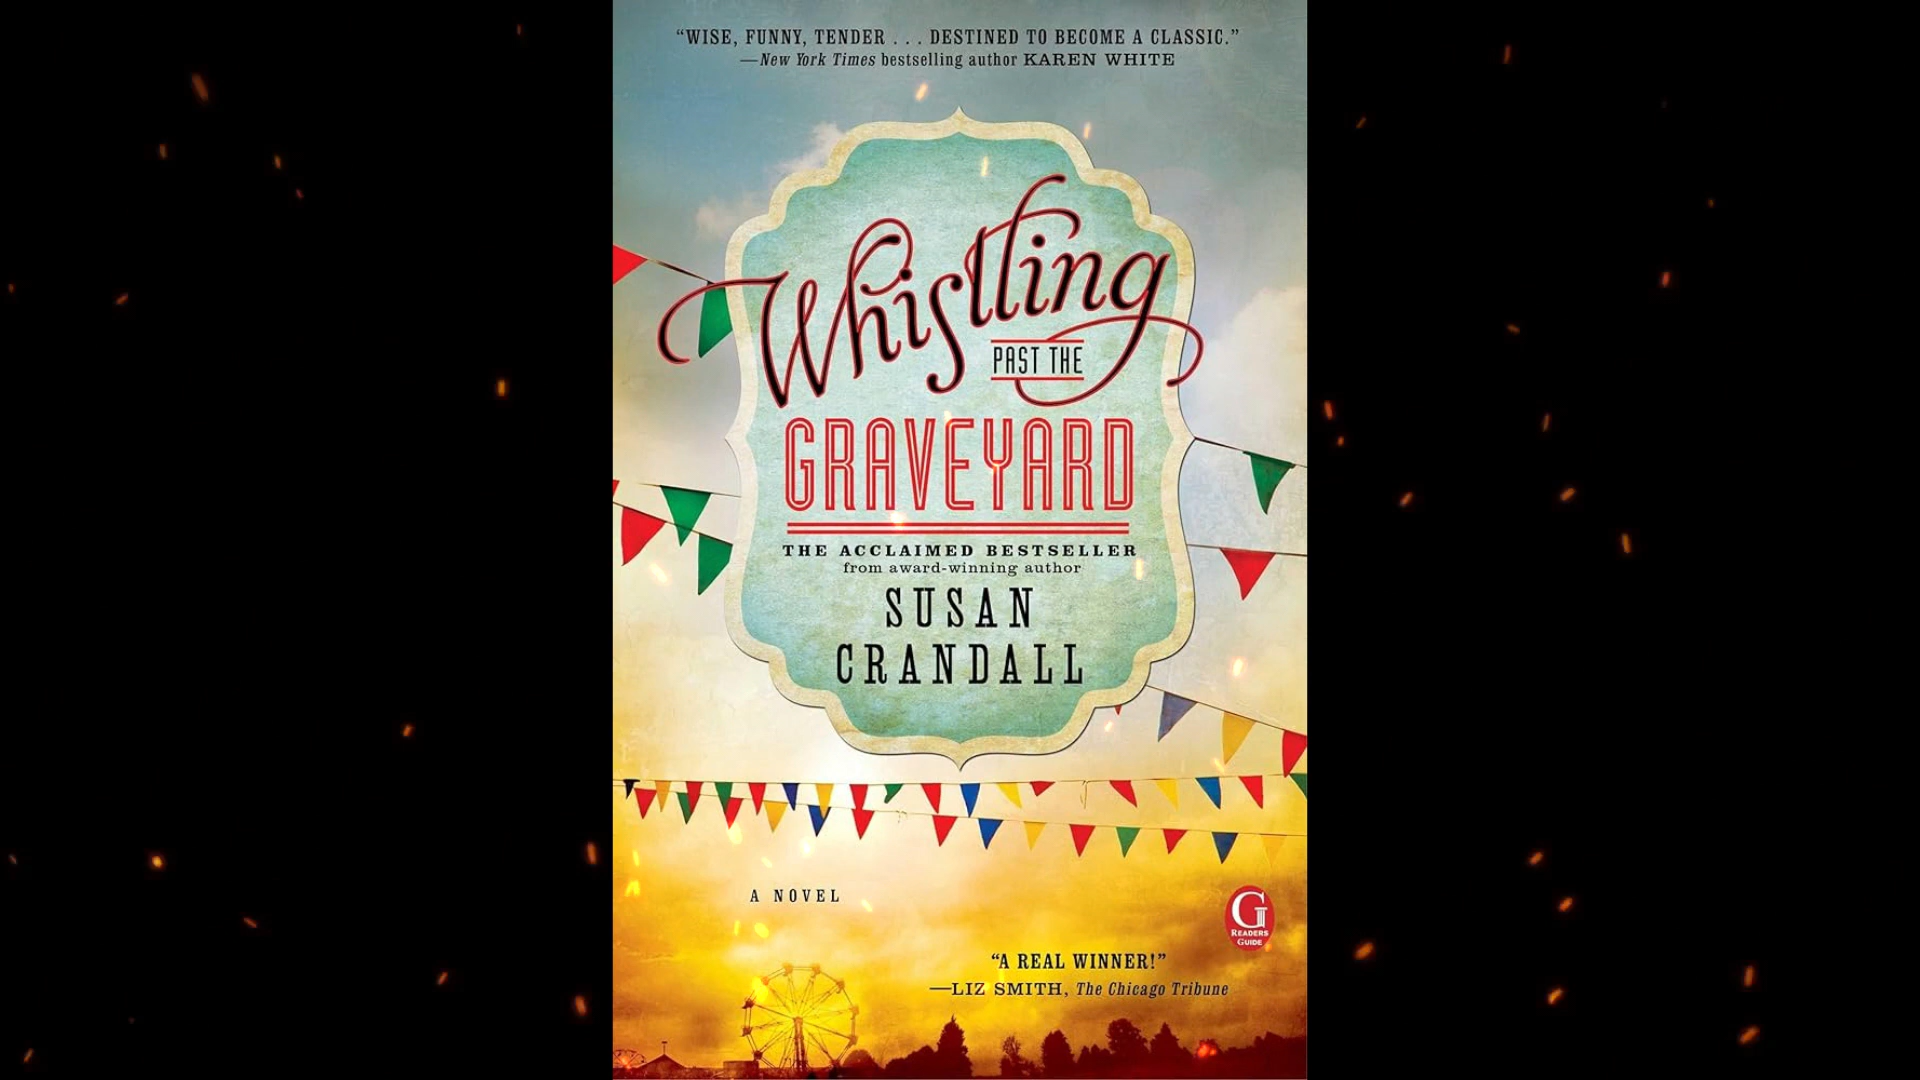 “WISE, FUNNY, TENDER . . . DESTINED TO BECOME A CLASSIC.”
—New York Times bestselling author KAREN WHITE
Whistling
PAST THE
GRAVEYARD
THE ACCLAIMED BESTSELLER
from award-winning author
SUSAN
CRANDALL
A NOVEL
G
READERS
GUIDE
“A REAL WINNER!”
—LIZ SMITH, The Chicago Tribune